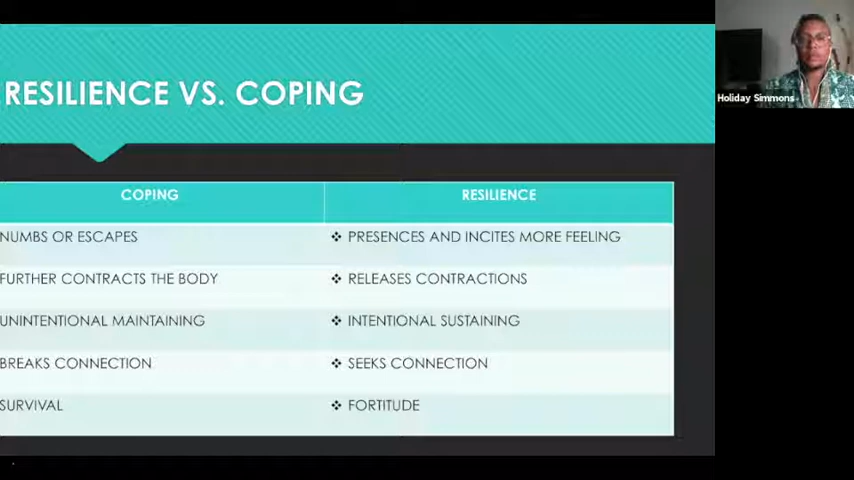 RESILIENCE VS. COPING
Holiday Simmons
COPING
RESILIENCE
NUMBS OR ESCAPES
❖ PRESENCES AND INCITES MORE FEELING
FURTHER CONTRACTS THE BODY
❖ RELEASES CONTRACTIONS
UNINTENTIONAL MAINTAINING
❖ INTENTIONAL SUSTAINING
BREAKS CONNECTION
❖ SEEKS CONNECTION
SURVIVAL
❖ FORTITUDE